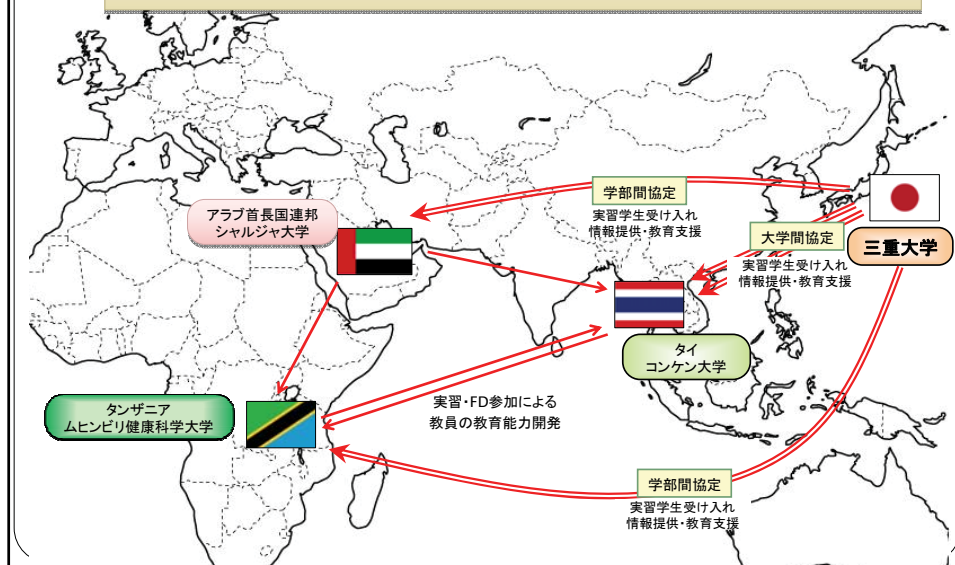 学部間協定
実習学生受け入れ
情報提供・教育支援
アラブ首長国連邦
シャルジャ大学
大学間協定
実習学生受け入れ
情報提供・教育支援
三重大学
タイ
コンケン大学
タンザニア
ムヒンビリ健康科学大学
実習・FD参加による
教員の教育能力開発
学部間協定
実習学生受け入れ
情報提供・教育支援